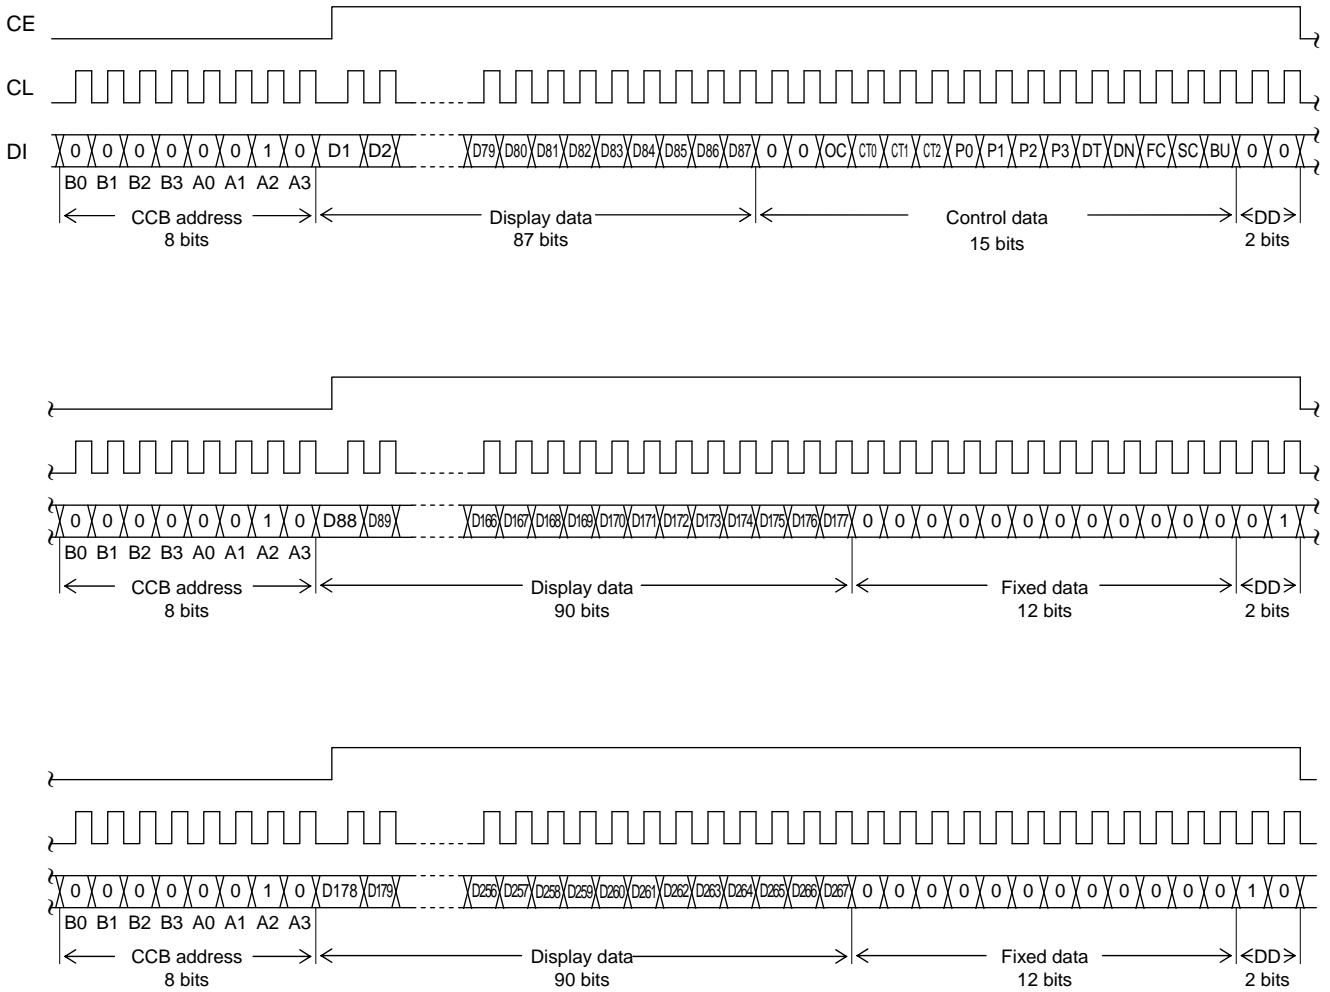 CE
CL
DI 0 0 0 0 0 0 1 0 D1 D2 D79 D80 D81 D82 D83 D84 D85 D86 D87 0 0 OC CT0 CT1 CT2 P0 P1 P2 P3 DT DN FC SC BU 0 0
B0 B1 B2 B3 A0 A1 A2 A3
CCB address Display data Control data DD
8 bits 87 bits 15 bits 2 bits
0 0 0 0 0 0 1 0 D88 D89 D166 D167 D168 D169 D170 D171 D172 D173 D174 D175 D176 D177 0 0 0 0 0 0 0 0 0 0 0 0 0 1
B0 B1 B2 B3 A0 A1 A2 A3
CCB address Display data Fixed data DD
8 bits 90 bits 12 bits 2 bits
0 0 0 0 0 0 1 0 D178 D179 D256 D257 D258 D259 D260 D261 D262 D263 D264 D265 D266 D267 0 0 0 0 0 0 0 0 0 0 0 0 1 0
B0 B1 B2 B3 A0 A1 A2 A3
CCB address Display data Fixed data DD
8 bits 90 bits 12 bits 2 bits